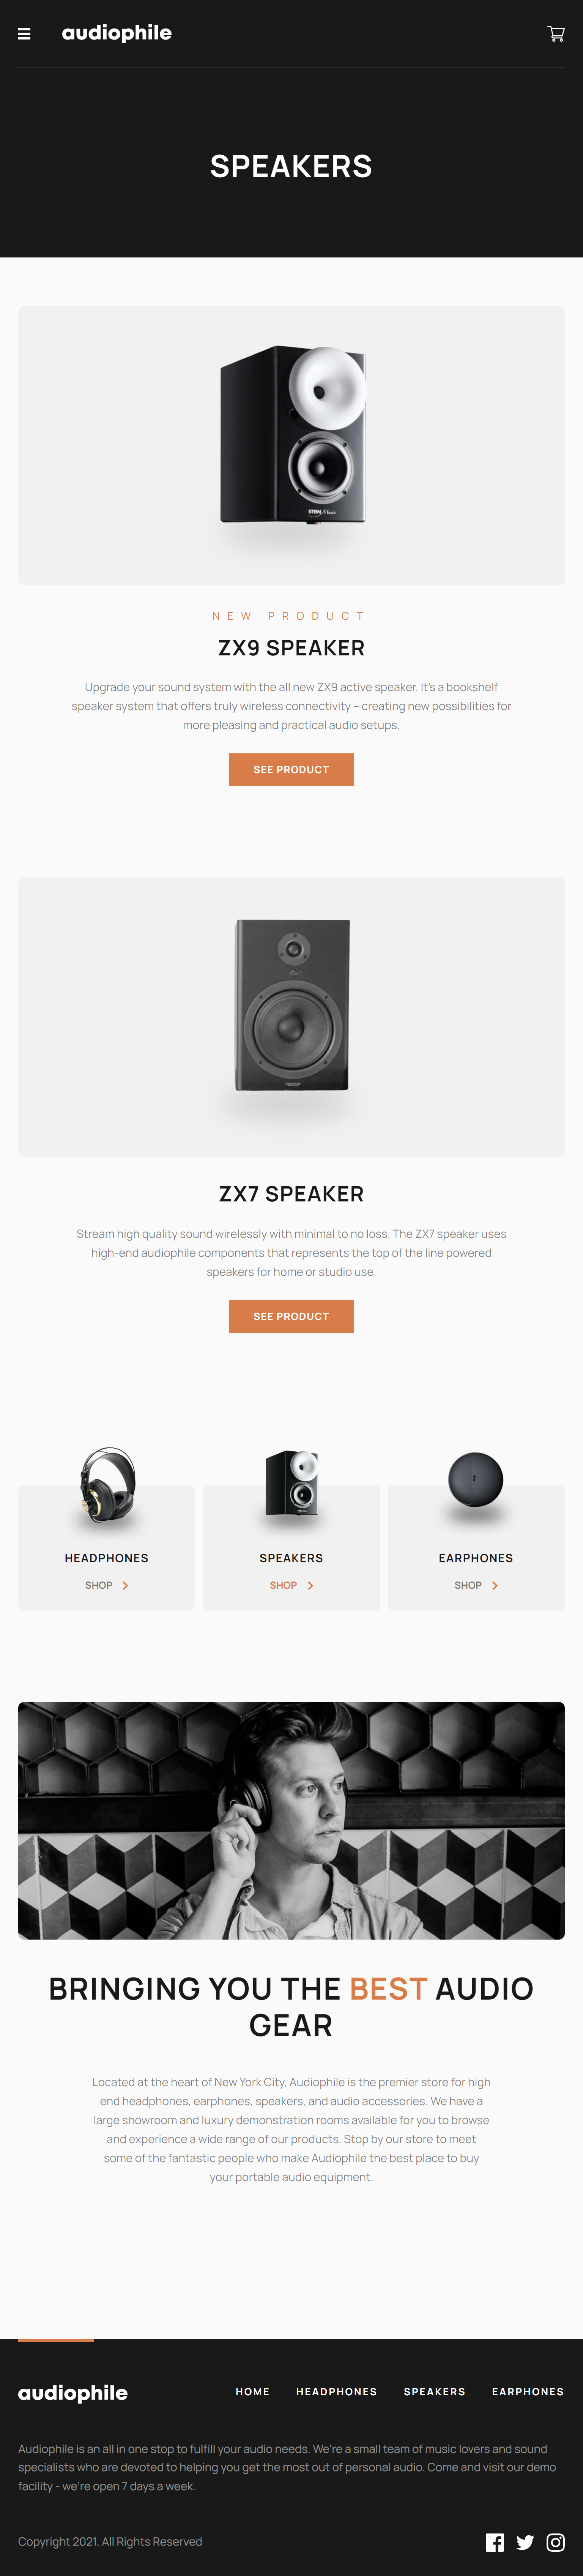 audiophile
SPEAKERS
STEIN Music
NEW PRODUCT
ZX9 SPEAKER
Upgrade your sound system with the all new ZX9 active speaker. It's a bookshelf
speaker system that offers truly wireless connectivity – creating new possibilities for
more pleasing and practical audio setups.
SEE PRODUCT
ZX7 SPEAKER
Stream high quality sound wirelessly with minimal to no loss. The ZX7 speaker uses
high-end audiophile components that represents the top of the line powered
speakers for home or studio use.
SEE PRODUCT
HEADPHONES
SHOP
SPEAKERS
SHOP
EARPHONES
SHOP
BRINGING YOU THE BEST AUDIO
GEAR
Located at the heart of New York City, Audiophile is the premier store for high
end headphones, earphones, speakers, and audio accessories. We have a
large showroom and luxury demonstration rooms available for you to browse
and experience a wide range of our products. Stop by our store to meet
some of the fantastic people who make Audiophile the best place to buy
your portable audio equipment.
audiophile
HOME HEADPHONES SPEAKERS EARPHONES
Audiophile is an all in one stop to fulfill your audio needs. We're a small team of music lovers and sound
specialists who are devoted to helping you get the most out of personal audio. Come and visit our demo
facility - we're open 7 days a week.
Copyright 2021. All Rights Reserved